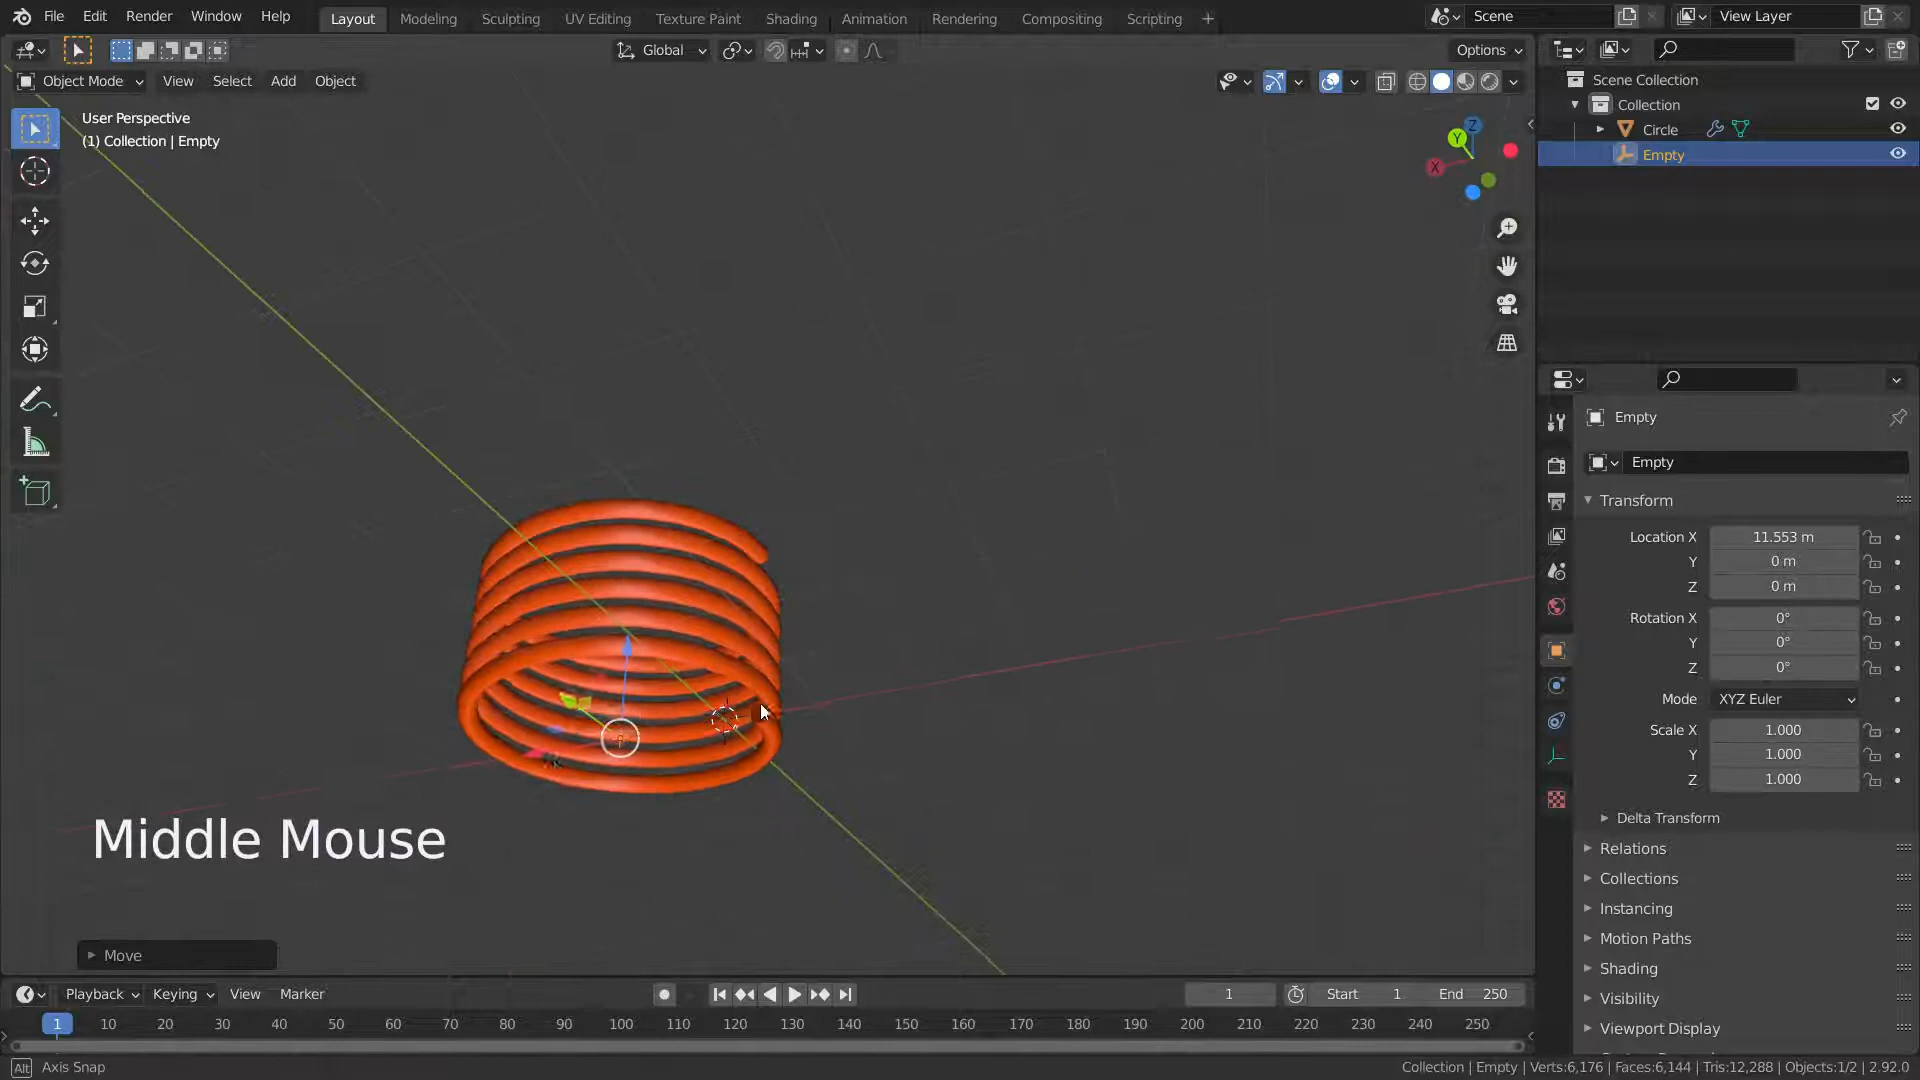 File Edit Render Window Help Layout Modeling Sculpting UV Editing Texture Paint Shading Animation Rendering Compositing Scripting + Scene View Layer
Global Options
Object Mode View Select Add Object
User Perspective
(1) Collection | Empty
Z
Y
X
Scene Collection
Collection
Circle
Empty
Empty
Empty
Transform
Location X 11.553 m
Y 0 m
Z 0 m
Rotation X 0°
Y 0°
Z 0°
Mode XYZ Euler
Scale X 1.000
Y 1.000
Z 1.000
Delta Transform
Relations
Collections
Instancing
Motion Paths
Shading
Visibility
Viewport Display
Middle Mouse
Move
Playback Keying View Marker 1 Start 1 End 250
1 10 20 30 40 50 60 70 80 90 100 110 120 130 140 150 160 170 180 190 200 210 220 230 240 250
Alt Axis Snap Collection | Empty | Verts:6,176 | Faces:6,144 | Tris:12,288 | Objects:1/2 | 2.92.0